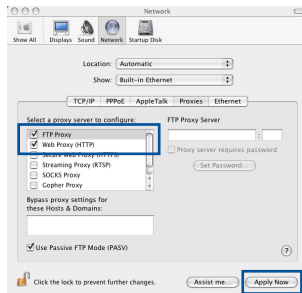 Network
Show All Displays Sound Network Startup Disk
Location: Automatic
Show: Built-in Ethernet
TCP/IP PPPoE AppleTalk Proxies Ethernet
Select a proxy server to configure:
FTP Proxy Server
FTP Proxy
Web Proxy (HTTP)
:
Secure Web Proxy (HTTPS)
Proxy server requires password
Streaming Proxy (RTSP)
Set Password...
SOCKS Proxy
Gopher Proxy
Bypass proxy settings for
these Hosts & Domains:
Use Passive FTP Mode (PASV)
?
Click the lock to prevent further changes.
Assist me...
Apply Now